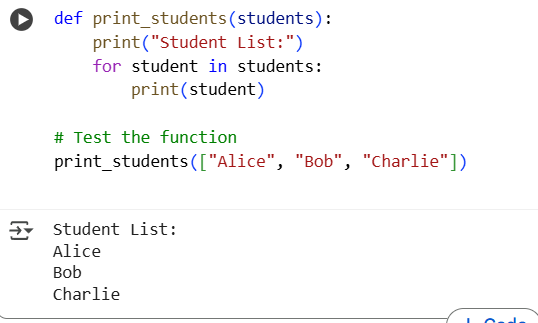 def print_students(students):
    print("Student List:")
    for student in students:
        print(student)

# Test the function
print_students(["Alice", "Bob", "Charlie"])

Student List:
Alice
Bob
Charlie
+ Code